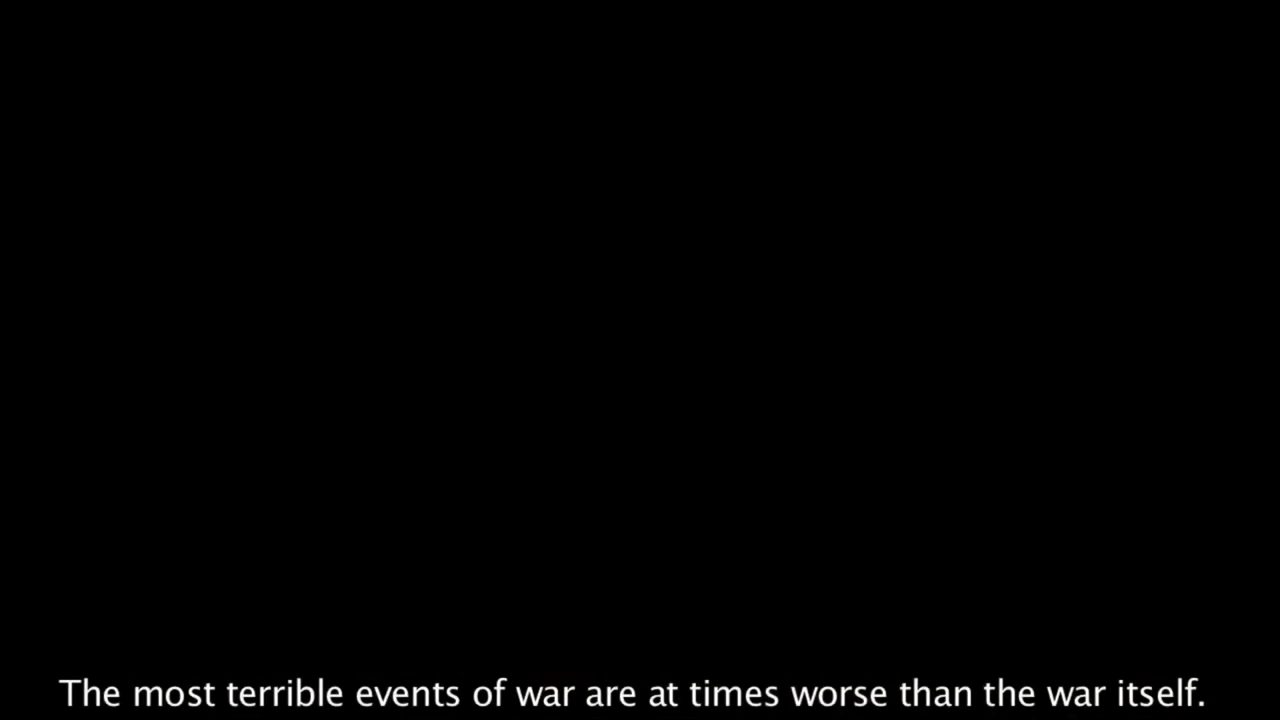 The most terrible events of war are at times worse than the war itself.